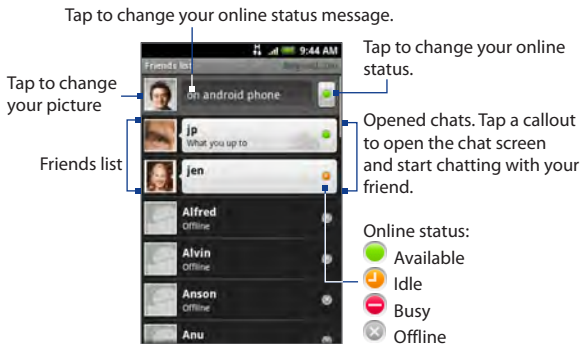 Tap to change your online status message.
9:44 AM
Friends list
on android phone
Tap to change your online
status.
Tap to change
your picture
Friends list
jp
What you up to
jen
Opened chats. Tap a callout
to open the chat screen
and start chatting with your
friend.
Alfred
Offline
Alvin
Offline
Anson
Offline
Anu
Online status:
Available
Idle
Busy
Offline